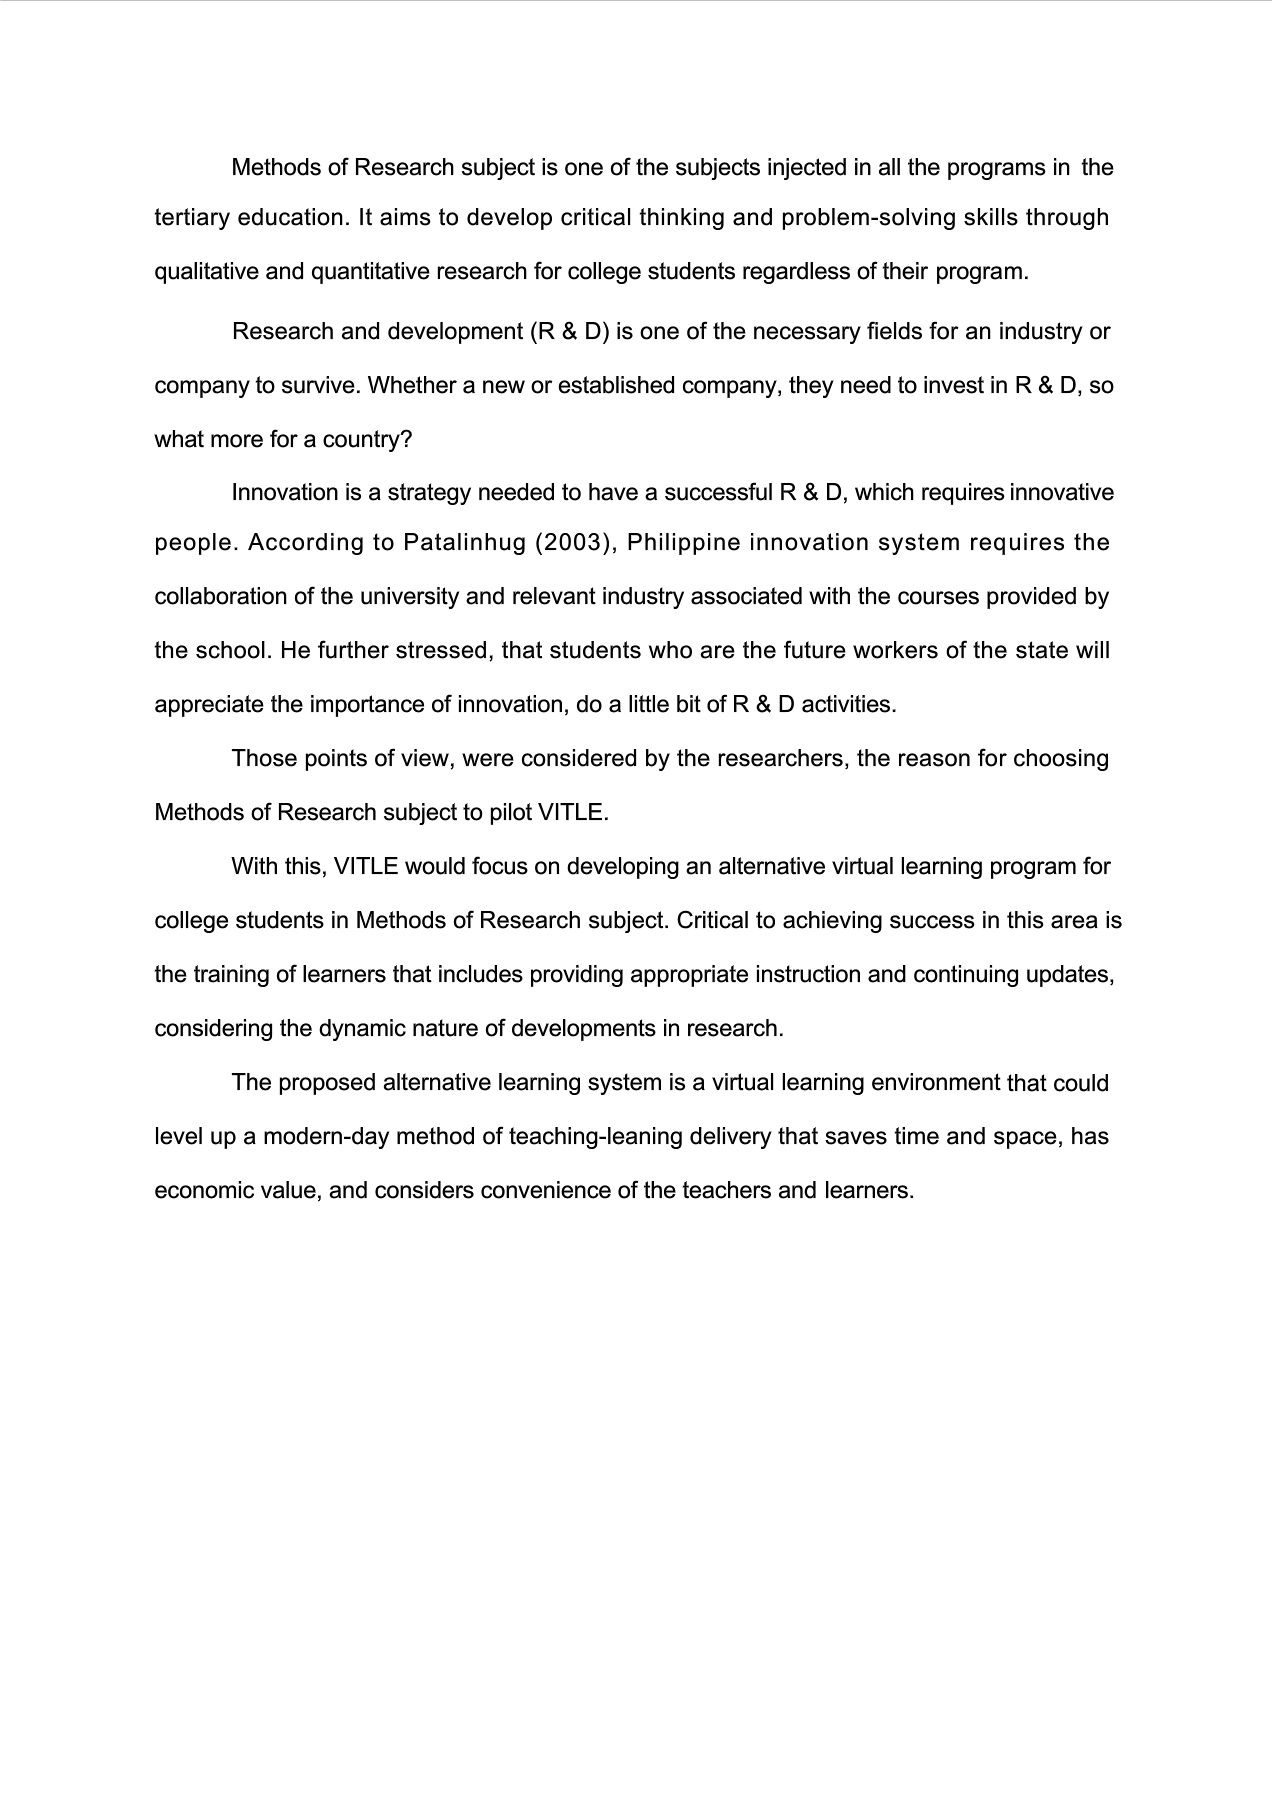 Methods of Research subject is one of the subjects injected in all the programs in the
tertiary education. It aims to develop critical thinking and problem-solving skills through
qualitative and quantitative research for college students regardless of their program.
Research and development (R & D) is one of the necessary fields for an industry or
company to survive. Whether a new or established company, they need to invest in R & D, so
what more for a country?
Innovation is a strategy needed to have a successful R & D, which requires innovative
people. According to Patalinhug (2003), Philippine innovation system requires the
collaboration of the university and relevant industry associated with the courses provided by
the school. He further stressed, that students who are the future workers of the state will
appreciate the importance of innovation, do a little bit of R & D activities.
Those points of view, were considered by the researchers, the reason for choosing
Methods of Research subject to pilot VITLE.
With this, VITLE would focus on developing an alternative virtual learning program for
college students in Methods of Research subject. Critical to achieving success in this area is
the training of learners that includes providing appropriate instruction and continuing updates,
considering the dynamic nature of developments in research.
The proposed alternative learning system is a virtual learning environment that could
level up a modern-day method of teaching-leaning delivery that saves time and space, has
economic value, and considers convenience of the teachers and learners.